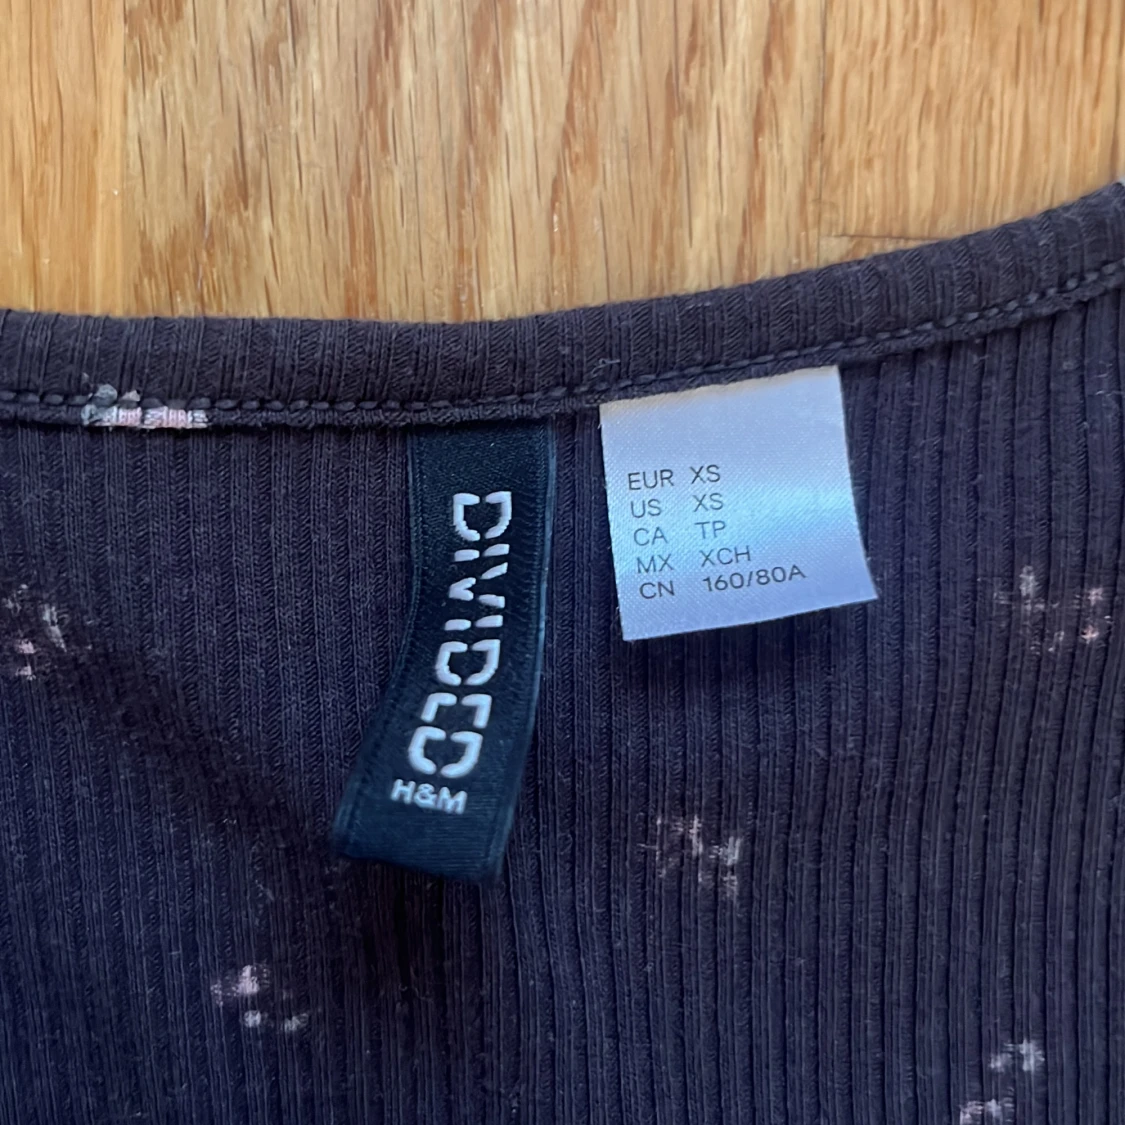 DIVIDED
H&M
EUR XS
US XS
CA TP
MX XCH
CN 160/80A